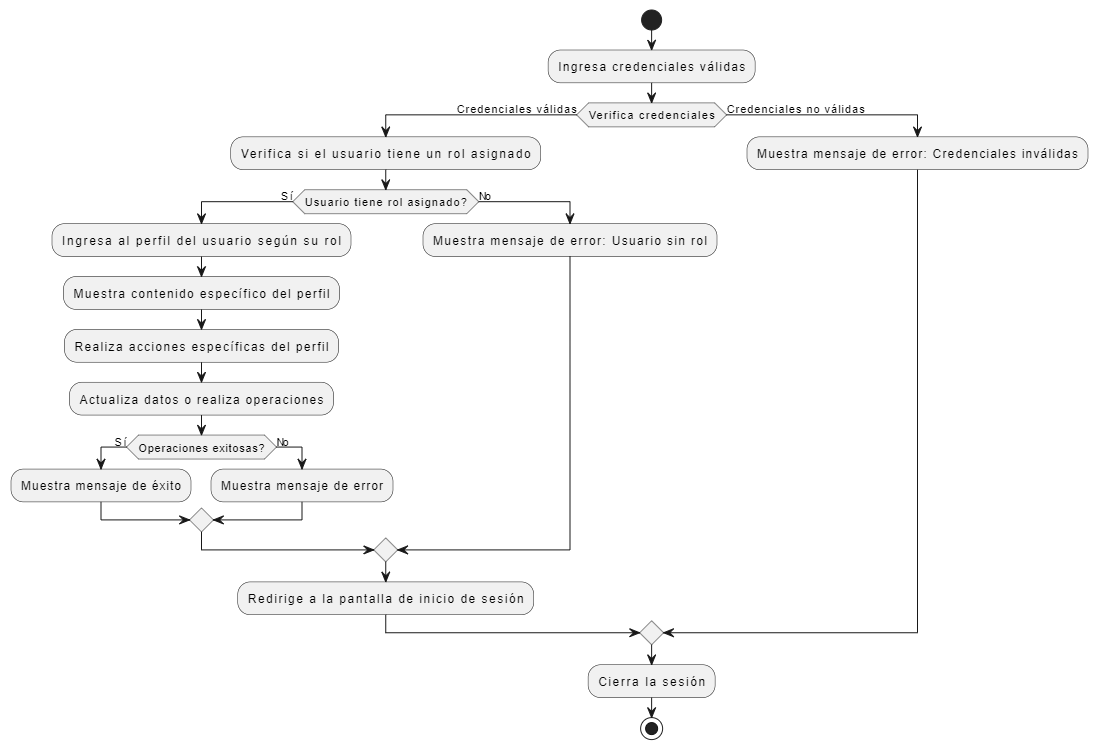 Ingresa credenciales válidas
Credenciales válidas
Verifica credenciales
Credenciales no válidas
Verifica si el usuario tiene un rol asignado
Muestra mensaje de error: Credenciales inválidas
Sí
Usuario tiene rol asignado?
No
Ingresa al perfil del usuario según su rol
Muestra mensaje de error: Usuario sin rol
Muestra contenido específico del perfil
Realiza acciones específicas del perfil
Actualiza datos o realiza operaciones
Sí
Operaciones exitosas?
No
Muestra mensaje de éxito
Muestra mensaje de error
Redirige a la pantalla de inicio de sesión
Cierra la sesión